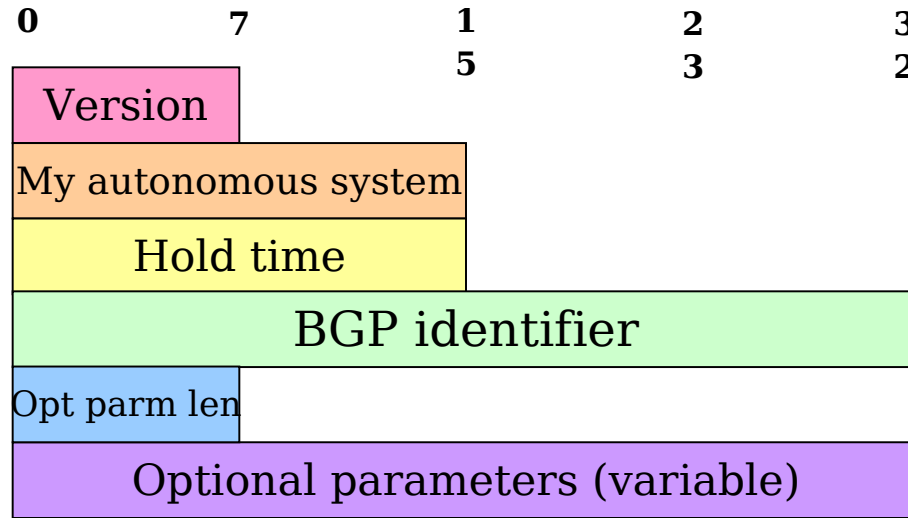 0 7 1 2 3
5 3 2
Version
My autonomous system
Hold time
BGP identifier
Opt parm len
Optional parameters (variable)